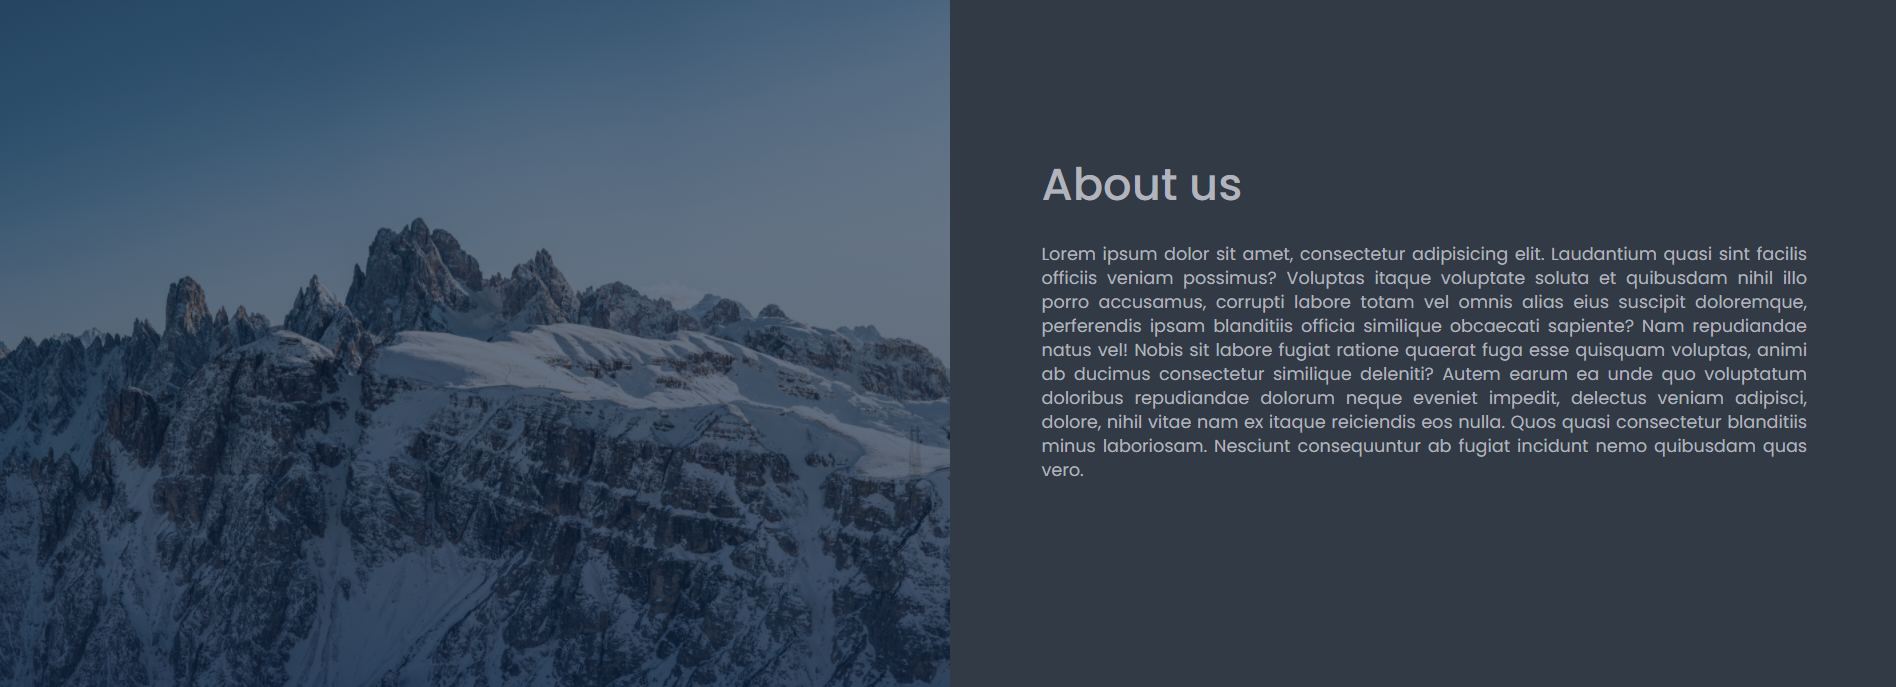 About us
Lorem ipsum dolor sit amet, consectetur adipisicing elit. Laudantium quasi sint facilis
officiis veniam possimus? Voluptas itaque voluptate soluta et quibusdam nihil illo
porro accusamus, corrupti labore totam vel omnis alias eius suscipit doloremque,
perferendis ipsam blanditiis officia similique obcaecati sapiente? Nam repudiandae
natus vel! Nobis sit labore fugiat ratione quaerat fuga esse quisquam voluptas, animi
ab ducimus consectetur similique deleniti? Autem earum ea unde quo voluptatum
doloribus repudiandae dolorum neque eveniet impedit, delectus veniam adipisci,
dolore, nihil vitae nam ex itaque reiciendis eos nulla. Quos quasi consectetur blanditiis
minus laboriosam. Nesciunt consequuntur ab fugiat incidunt nemo quibusdam quas
vero.